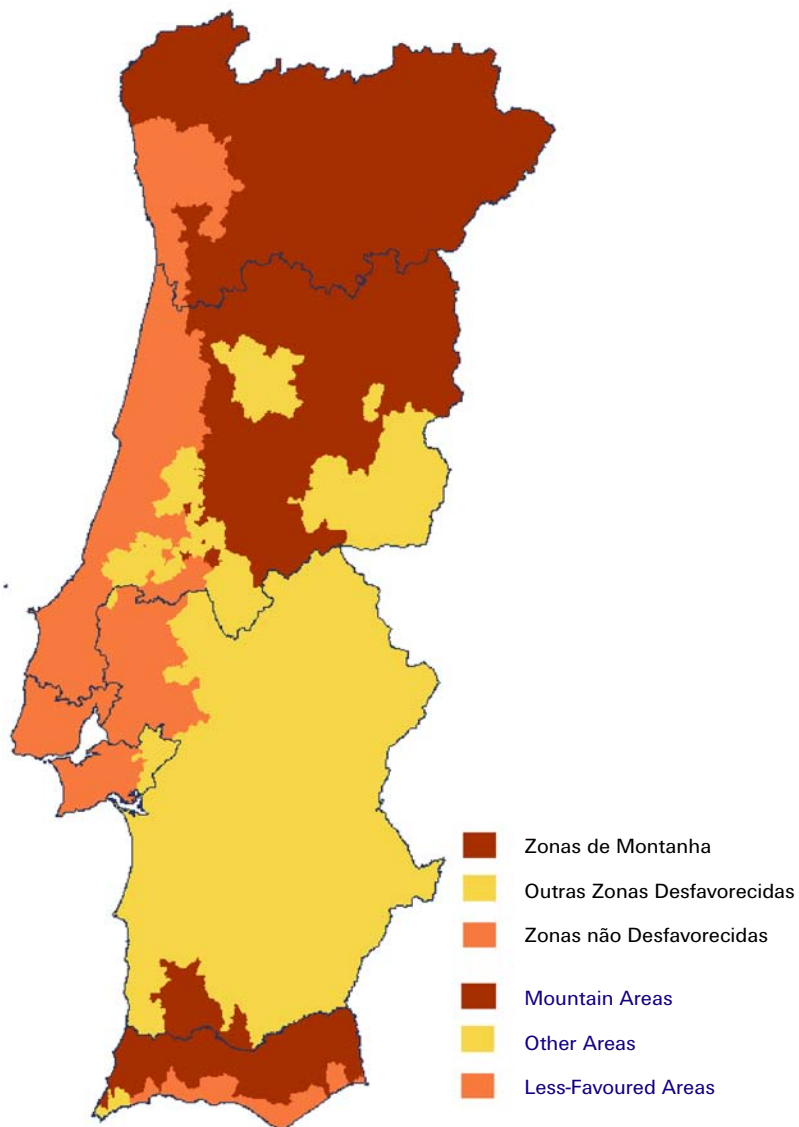 Zonas de Montanha
Outras Zonas Desfavorecidas
Zonas não Desfavorecidas
Mountain Areas
Other Areas
Less-Favoured Areas